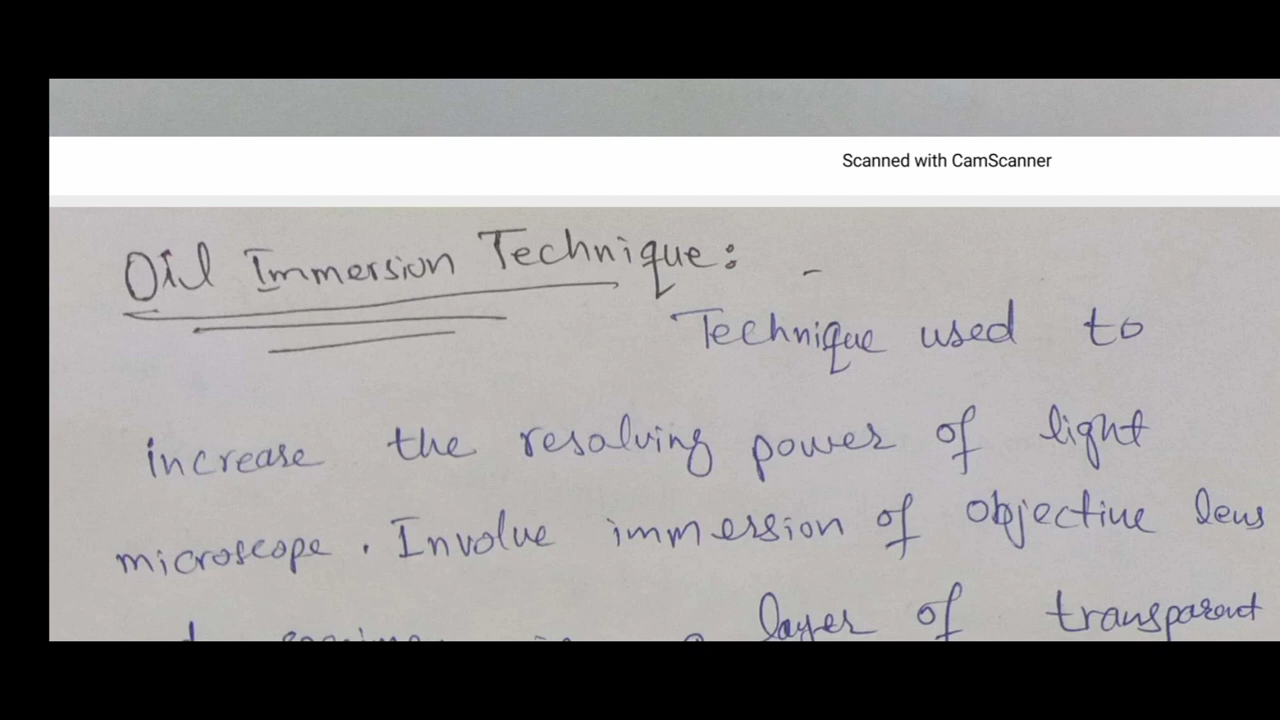 Scanned with CamScanner
Oil Immersion Technique: -
Technique used to
increase the resolving power of light
microscope. Involve immersion of objective lens
layer of transparent